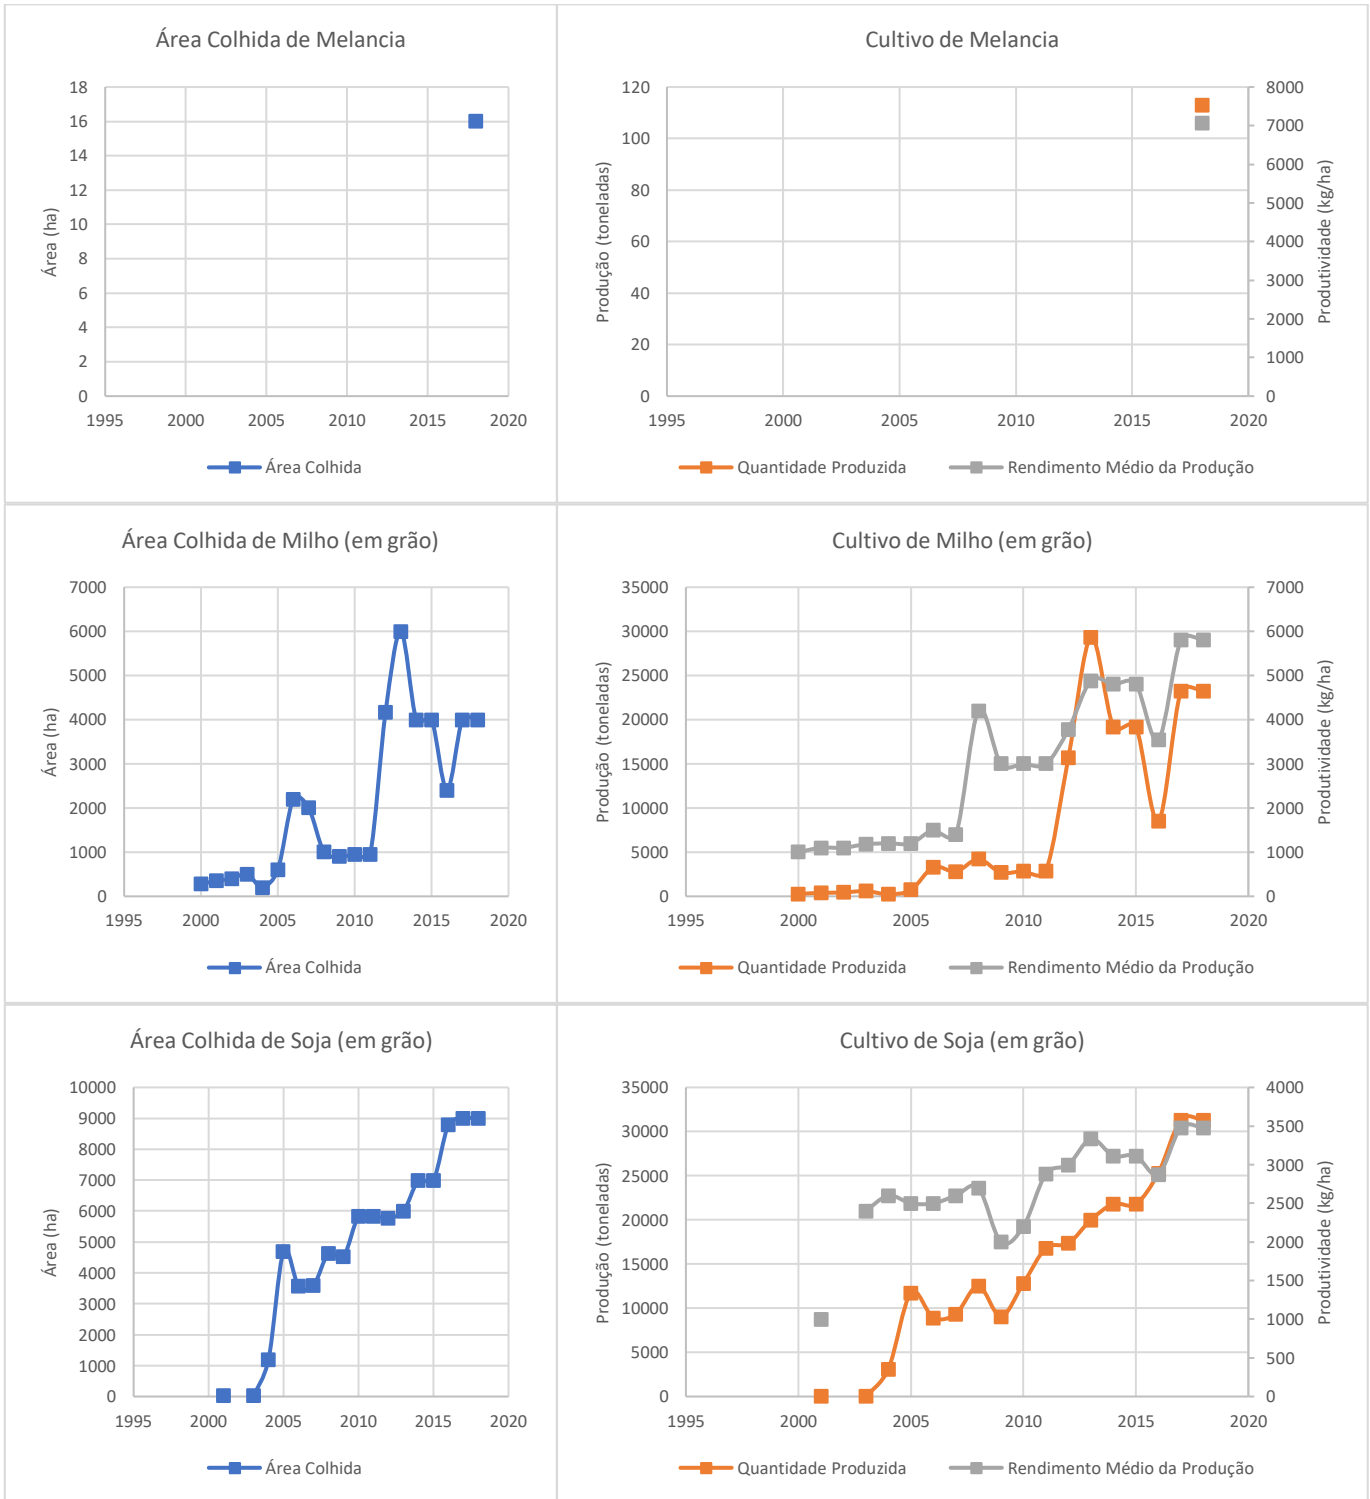 Área Colhida de Melancia
Área (ha)
18
16
14
12
10
8
6
4
2
0
1995 2000 2005 2010 2015 2020
Área Colhida
Cultivo de Melancia
Produção (toneladas)
120
100
80
60
40
20
0
8000
7000
6000
5000
4000
3000
2000
1000
0
Produtividade (kg/ha)
1995 2000 2005 2010 2015 2020
Quantidade Produzida Rendimento Médio da Produção
Área Colhida de Milho (em grão)
Área (ha)
7000
6000
5000
4000
3000
2000
1000
0
1995 2000 2005 2010 2015 2020
Área Colhida
Cultivo de Milho (em grão)
Produção (toneladas)
35000
30000
25000
20000
15000
10000
5000
0
7000
6000
5000
4000
3000
2000
1000
0
Produtividade (kg/ha)
1995 2000 2005 2010 2015 2020
Quantidade Produzida Rendimento Médio da Produção
Área Colhida de Soja (em grão)
Área (ha)
10000
9000
8000
7000
6000
5000
4000
3000
2000
1000
0
1995 2000 2005 2010 2015 2020
Área Colhida
Cultivo de Soja (em grão)
Produção (toneladas)
35000
30000
25000
20000
15000
10000
5000
0
4000
3500
3000
2500
2000
1500
1000
500
0
Produtividade (kg/ha)
1995 2000 2005 2010 2015 2020
Quantidade Produzida Rendimento Médio da Produção